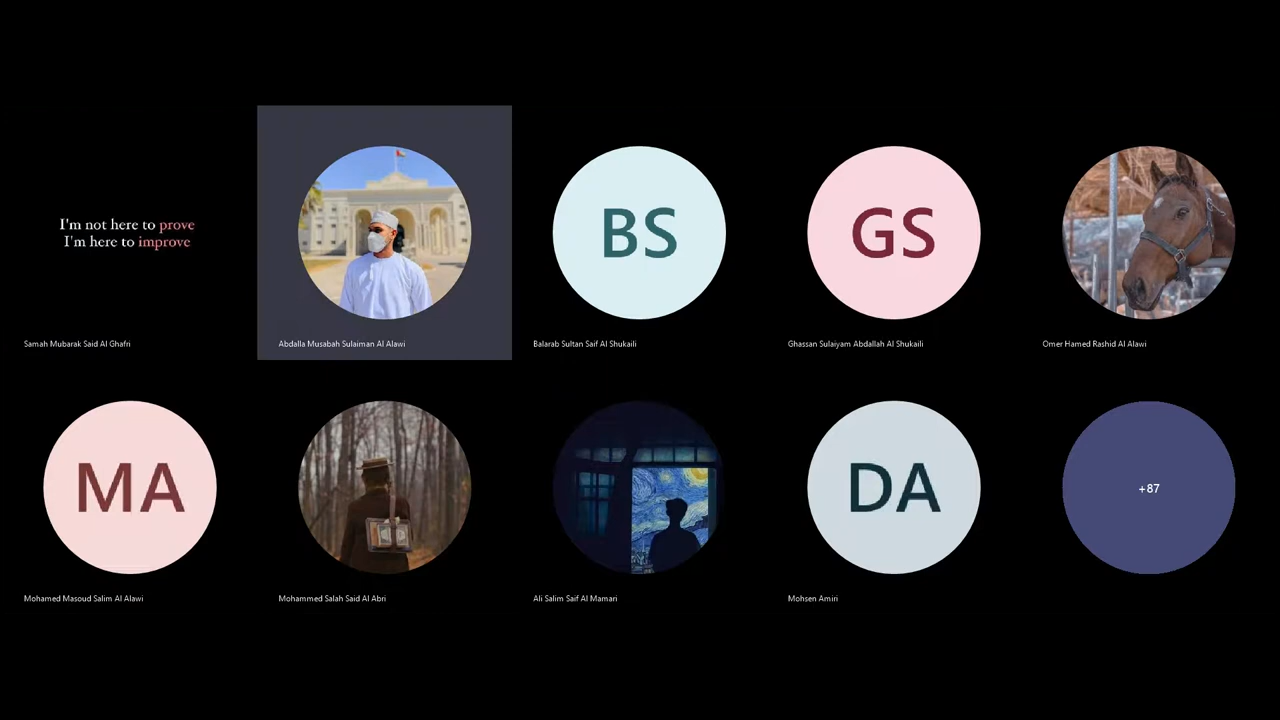 I'm not here to prove
I'm here to improve
BS
GS
Samah Mubarak Said Al Ghafri
Abdalla Musabah Sulaiman Al Alawi
Balarab Sultan Saif Al Shukaili
Ghassan Sulaiyam Abdallah Al Shukaili
Omer Hamed Rashid Al Alawi
MA
DA
+87
Mohamed Masoud Salim Al Alawi
Mohammed Salah Said Al Abri
Ali Salim Saif Al Mamari
Mohsen Amiri